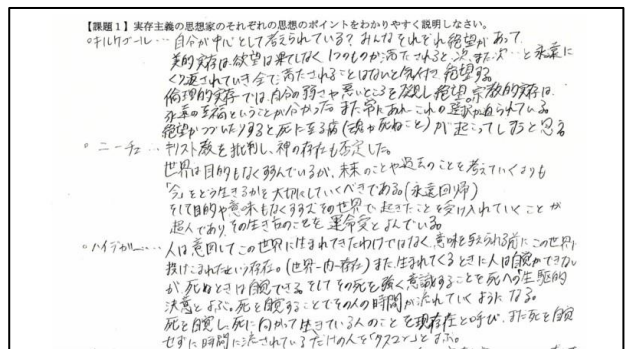 【課題1】実存主義の思想家のそれぞれの思想のポイントをわかりやすく説明しなさい。
○キルケゴール… 自分が中心として考えられている? みんなそれぞれ絶望があって、
美的実存は、欲望は果てしなく 1つのものが満たされると次、また次…と永遠に
くり返されていき全て満たされることはないと気付いて絶望する。
倫理的実存では、自分の弱さや悪いところを発見し絶望。宗教的実存は、
ということが分かった。また常にあれかこれかの選択が迫られている。
絶望がつづいたりすると死に至る病(魂が死ぬこと)が起こってしまうと思う
○ニーチェ… キリスト教を批判し、神の存在も否定した。
世界は目的もなく が、未来のことや過去のことを考えていくよりも
「今」をどう生きるかを大切にしていくべきである。(永遠回帰)
そして目的や意味もなく その世界で起きたことを受け入れていくことが
超人であり、その生き方のことを運命愛とよんでいる。
○ハイデガー… 人は意図してこの世界に生まれてきたわけではなく、意味を与えられる前にこの世界に
投げこまれたという存在。(世界-内-存在) また、生まれてくるときに人は自覚ができない
が死ぬときは自覚できる。そしてその死を強く意識することを死への先駆的
決意とよぶ。死を自覚することでその人の時間が流れていくようになる。
死を自覚し、死に向かって生きている人のことを現存在と呼び、また死を自覚
せずに時間に流されているだけの人を「ダスマン」とよぶ。